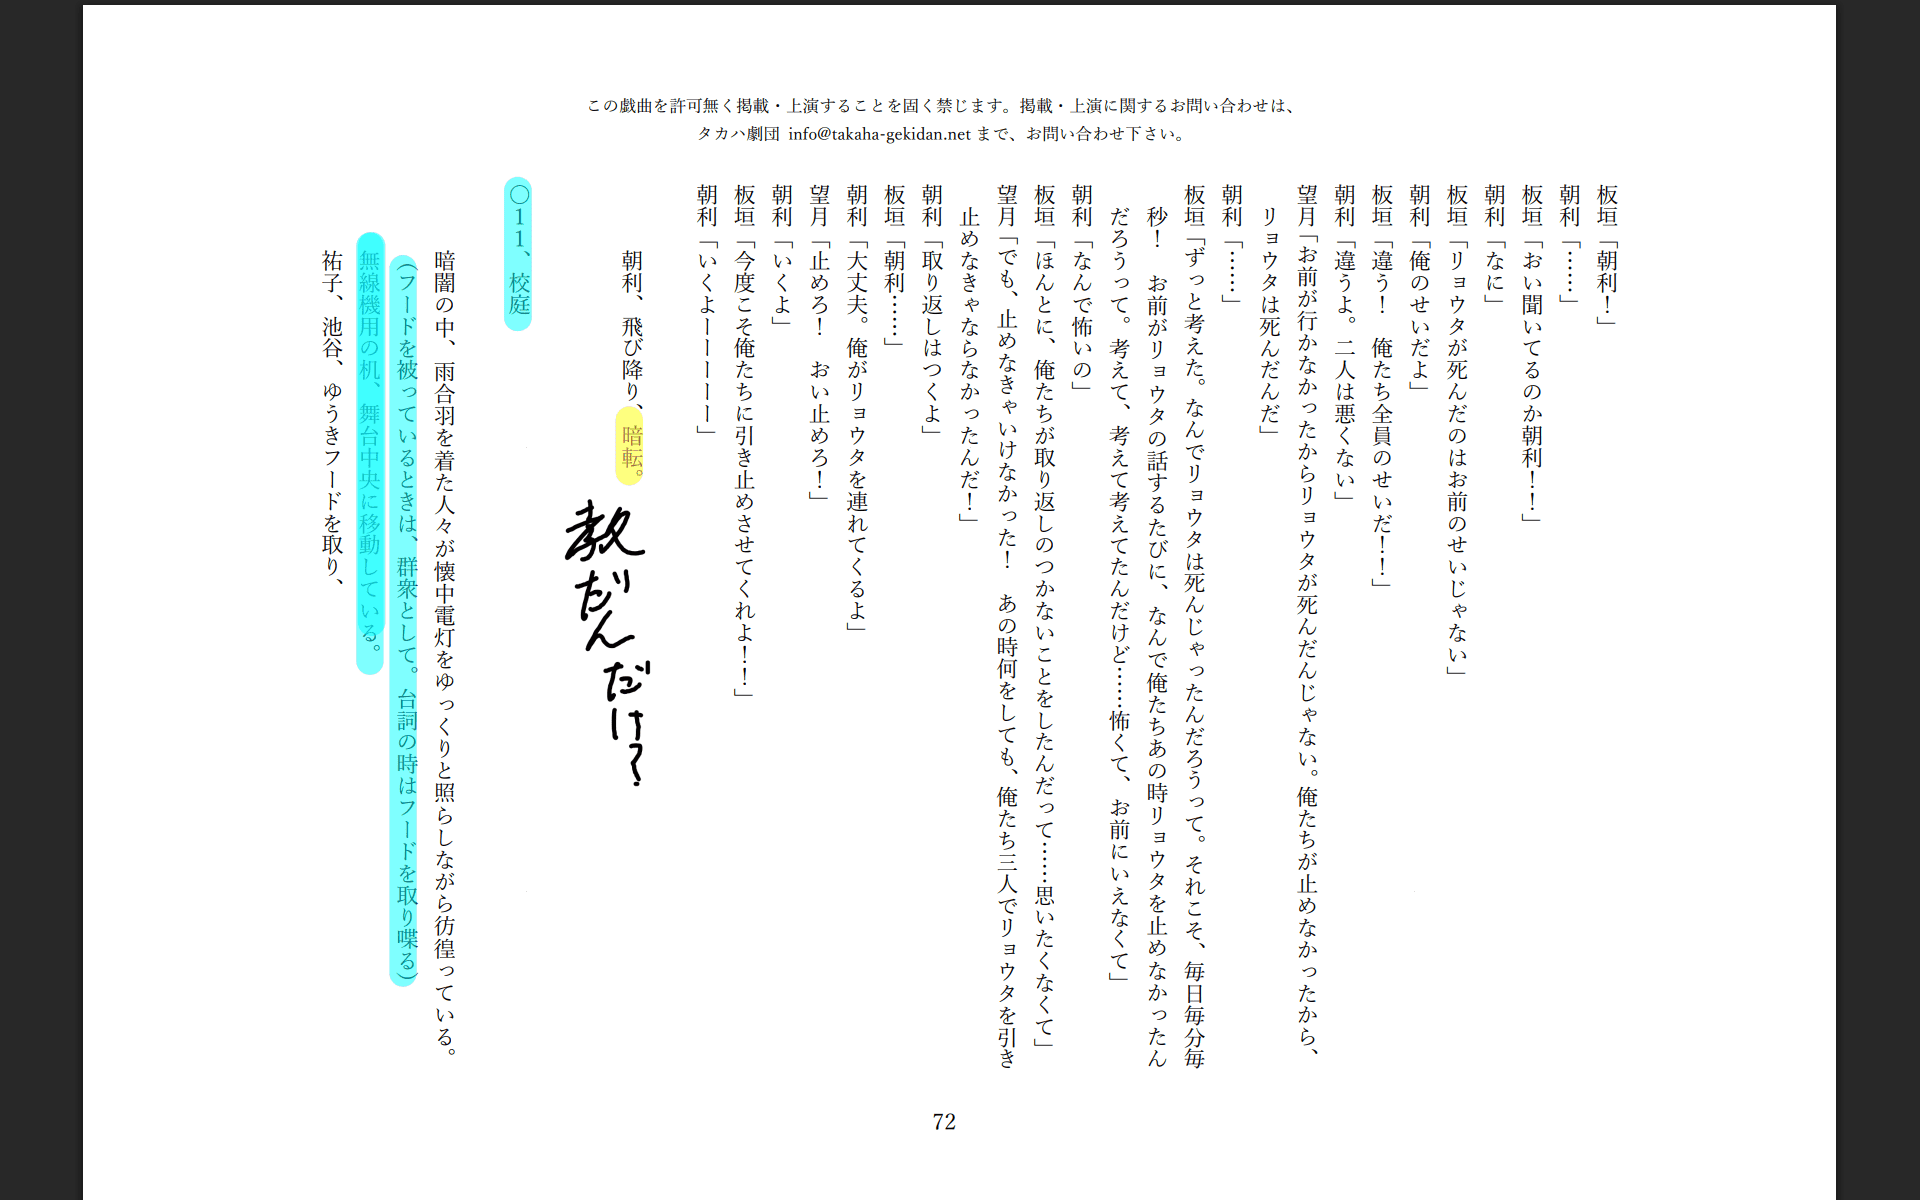 この戯曲を許可無く掲載・上演することを固く禁じます。掲載・上演に関するお問い合わせは、
タカハ劇団 info@takaha-gekidan.net まで、お問い合わせ下さい。
板垣「朝利！」
朝利「……」
板垣「おい聞いてるのか朝利！！」
朝利「なに」
板垣「リョウタが死んだのはお前のせいじゃない」
朝利「俺のせいだよ」
板垣「違う！　俺たち全員のせいだ！！」
朝利「違うよ。二人は悪くない」
望月「お前が行かなかったからリョウタが死んだんじゃない。俺たちが止めなかったから、
リョウタは死んだんだ」
朝利「……」
板垣「ずっと考えた。なんでリョウタは死んじゃったんだろうって。それこそ、毎日毎分毎
秒！　お前がリョウタの話するたびに、なんで俺たちあの時リョウタを止めなかったん
だろうって。考えて、考えて考えてたんだけど……怖くて、お前にいえなくて」
朝利「なんで怖いの」
板垣「ほんとに、俺たちが取り返しのつかないことをしたんだって……思いたくなくて」
望月「でも、止めなきゃいけなかった！　あの時何をしても、俺たち三人でリョウタを引き
止めなきゃならなかったんだ！」
朝利「取り返しはつくよ」
板垣「朝利……」
朝利「大丈夫。俺がリョウタを連れてくるよ」
望月「止めろ！　おい止めろ！」
朝利「いくよ」
板垣「今度こそ俺たちに引き止めさせてくれよ！！」
朝利「いくよーーーーー」
朝利、飛び降り、暗転。
だんだけ？
〇１１、校庭
暗闇の中、雨合羽を着た人々が懐中電灯をゆっくりと照らしながら彷徨っている。
（フードを被っているときは、群衆として。台詞の時はフードを取り喋る）
無線機用の机、舞台中央に移動している。
祐子、池谷、ゆうきフードを取り、
72